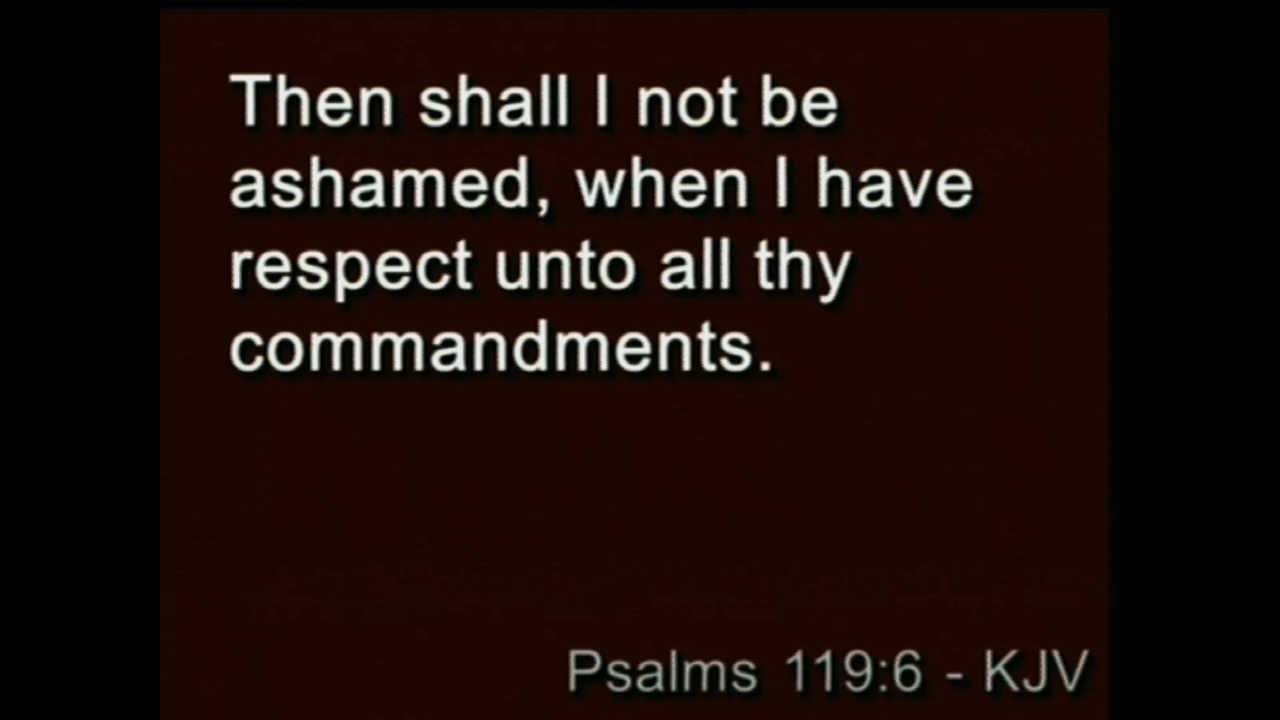 Then shall I not be
ashamed, when I have
respect unto all thy
commandments.
Psalms 119:6 - KJV